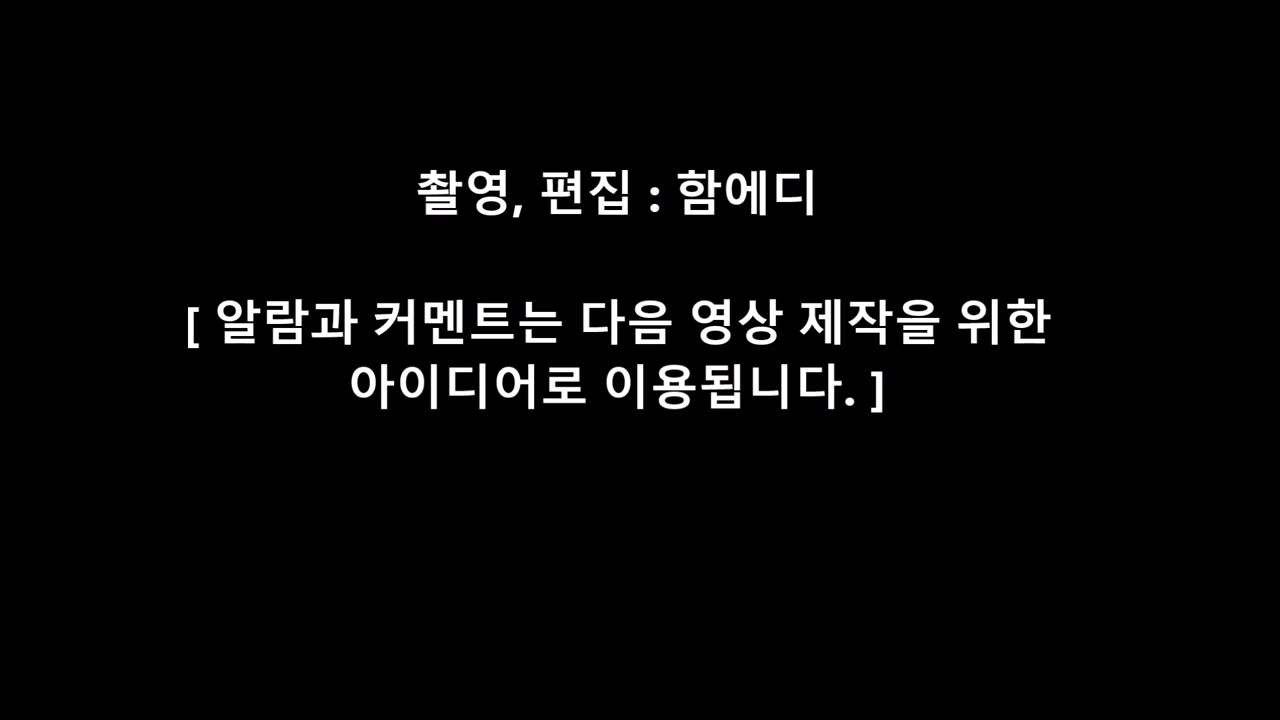 촬영, 편집 : 함에디
[ 알람과 커멘트는 다음 영상 제작을 위한
아이디어로 이용됩니다. ]